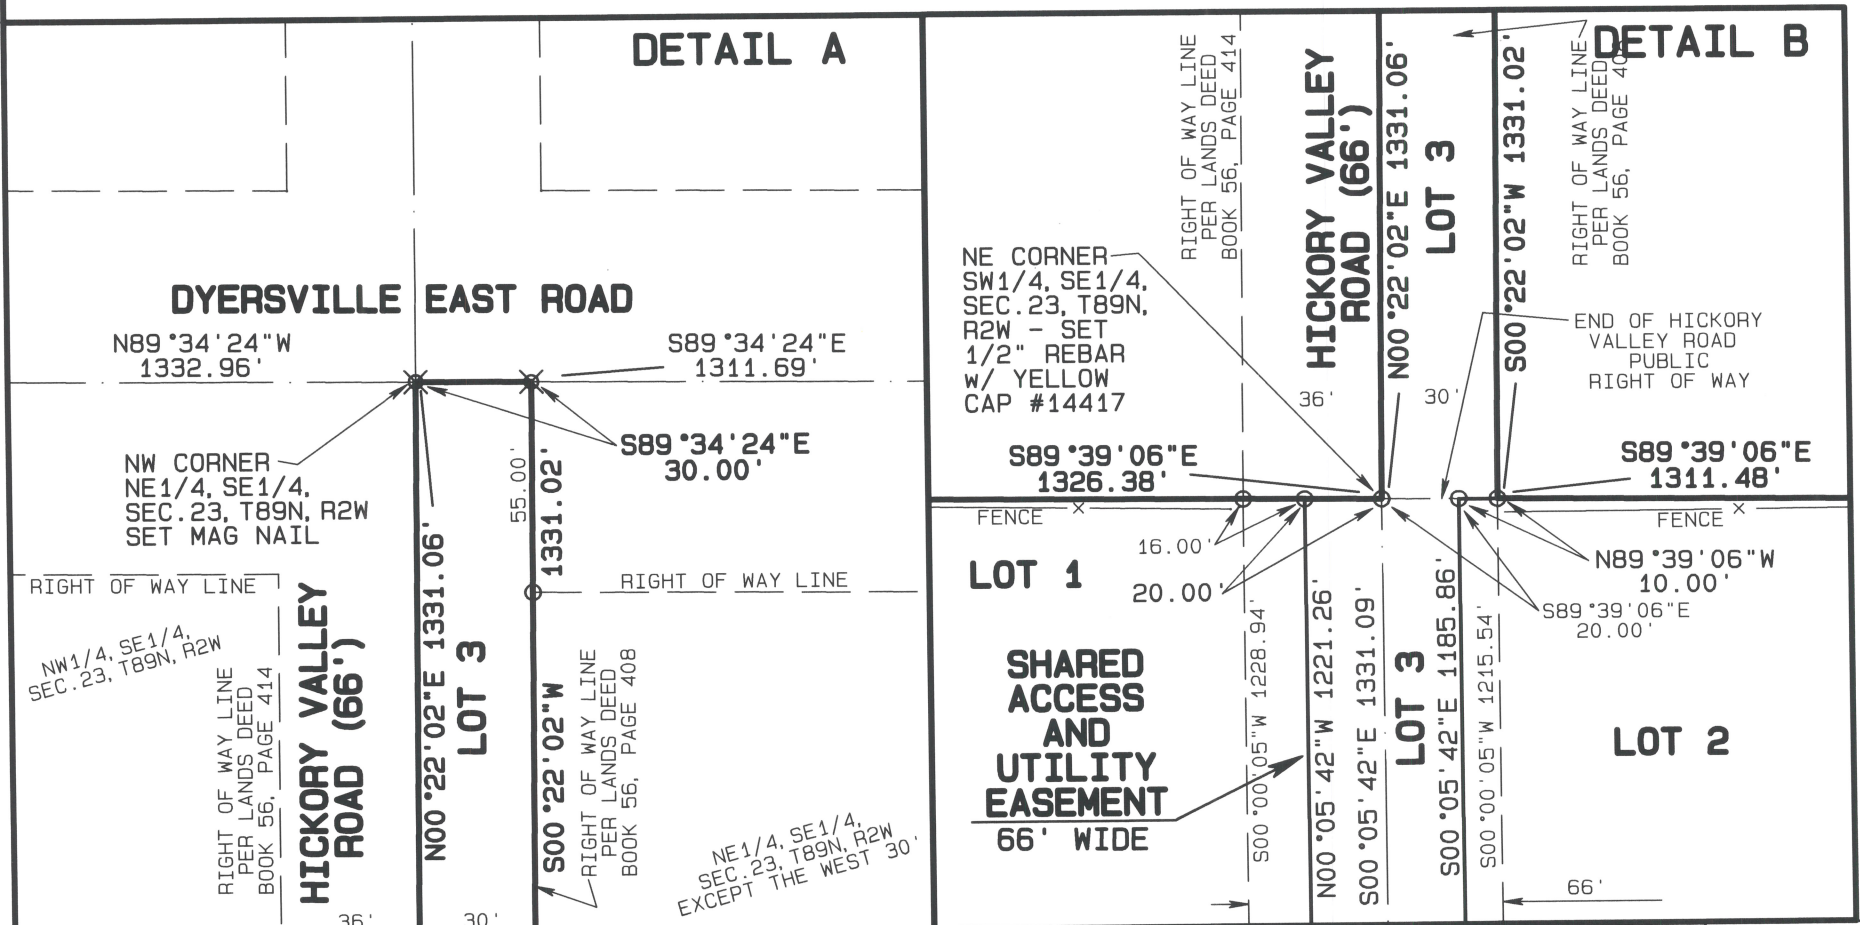 DETAIL A
DYERSVILLE EAST ROAD
N89°34'24"W
1332.96'
S89°34'24"E
1311.69'
S89°34'24"E
30.00'
NW CORNER
NE1/4, SE1/4,
SEC.23, T89N, R2W
SET MAG NAIL
55.00'
1331.02'
S00°22'02"W
N00°22'02"E 1331.06'
LOT 3
RIGHT OF WAY LINE
RIGHT OF WAY LINE
NW1/4, SE1/4,
SEC.23, T89N, R2W
RIGHT OF WAY LINE
PER LANDS DEED
BOOK 56, PAGE 414
HICKORY VALLEY
ROAD (66')
RIGHT OF WAY LINE
PER LANDS DEED
BOOK 56, PAGE 408
NE1/4, SE1/4,
SEC.23, T89N, R2W
EXCEPT THE WEST 30'
36'
30'
DETAIL B
RIGHT OF WAY LINE
PER LANDS DEED
BOOK 56, PAGE 414
HICKORY VALLEY
ROAD (66')
N00°22'02"E 1331.06'
LOT 3
S00°22'02"W 1331.02'
RIGHT OF WAY LINE
PER LANDS DEED
BOOK 56, PAGE
NE CORNER
SW1/4, SE1/4,
SEC.23, T89N,
R2W - SET
1/2" REBAR
W/ YELLOW
CAP #14417
END OF HICKORY
VALLEY ROAD
PUBLIC
RIGHT OF WAY
36'
30'
S89°39'06"E
1326.38'
S89°39'06"E
1311.48'
FENCE
FENCE
16.00'
20.00'
N89°39'06"W
10.00'
S89°39'06"E
20.00'
LOT 1
SHARED
ACCESS
AND
UTILITY
EASEMENT
66' WIDE
S00°00'05"W 1228.94'
N00°05'42"W 1221.26'
S00°05'42"E 1331.09'
LOT 3
S00°05'42"E 1185.86'
S00°00'05"W 1215.54'
LOT 2
66'